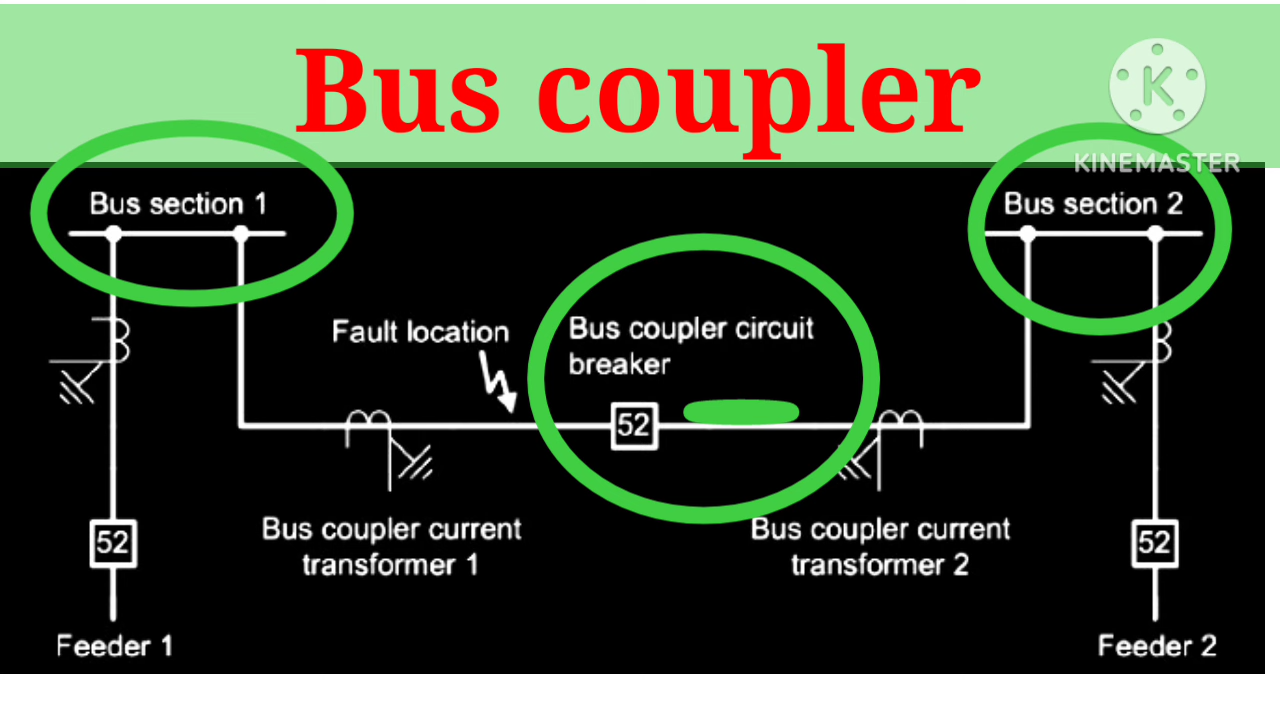 Bus coupler
K
KINEMASTER
Bus section 1
Bus section 2
Fault location
Bus coupler circuit
breaker
52
Bus coupler current
transformer 1
Bus coupler current
transformer 2
52
52
Feeder 1
Feeder 2